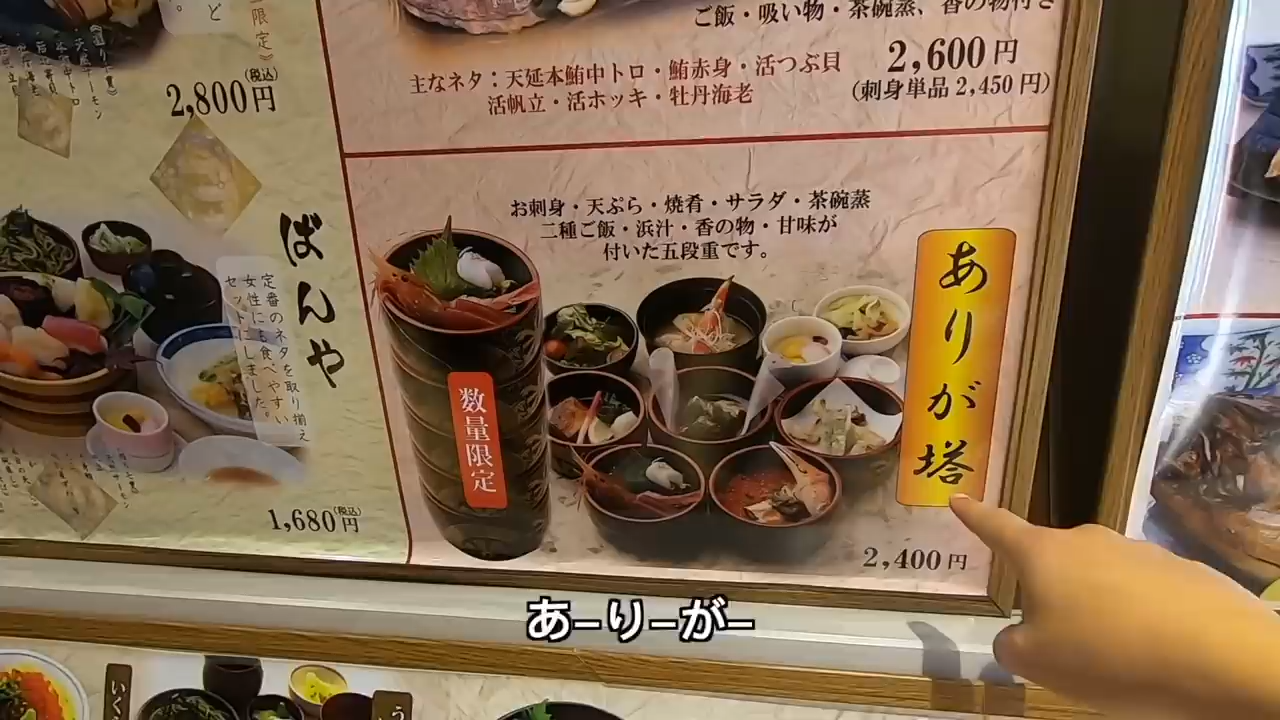 ど
。
限定》
(税込)
2,800円
ご飯・吸い物・茶碗蒸、香の物付き
主なネタ：天延本鮪中トロ・鮪赤身・活つぶ貝
活帆立・活ホッキ・牡丹海老
2,600円
(刺身単品2,450円)
ばんや
定番のネタを取り揃え
女性にも食べやすい
セットにしました。
(税込)
1,680円
お刺身・天ぷら・焼肴・サラダ・茶碗蒸
二種ご飯・浜汁・香の物・甘味が
付いた五段重です。
数量限定
ありが塔
2,400円
あ–り–が–
いく
う